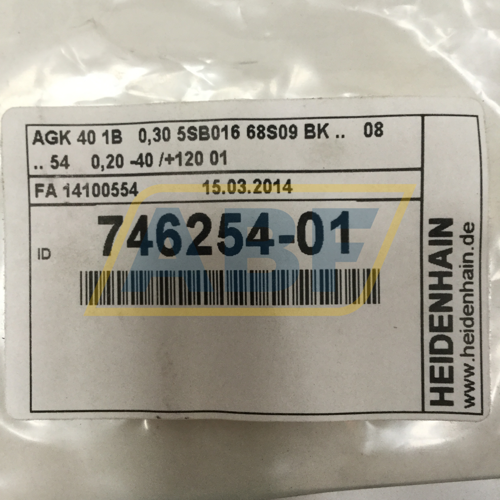 AGK 40 1B 0,30 5SB016 68S09 BK .. 08
.. 54 0,20 -40 /+120 01
FA 14100554 15.03.2014
ID 746254-01
HEIDENHAIN
www.heidenhain.de
ABF